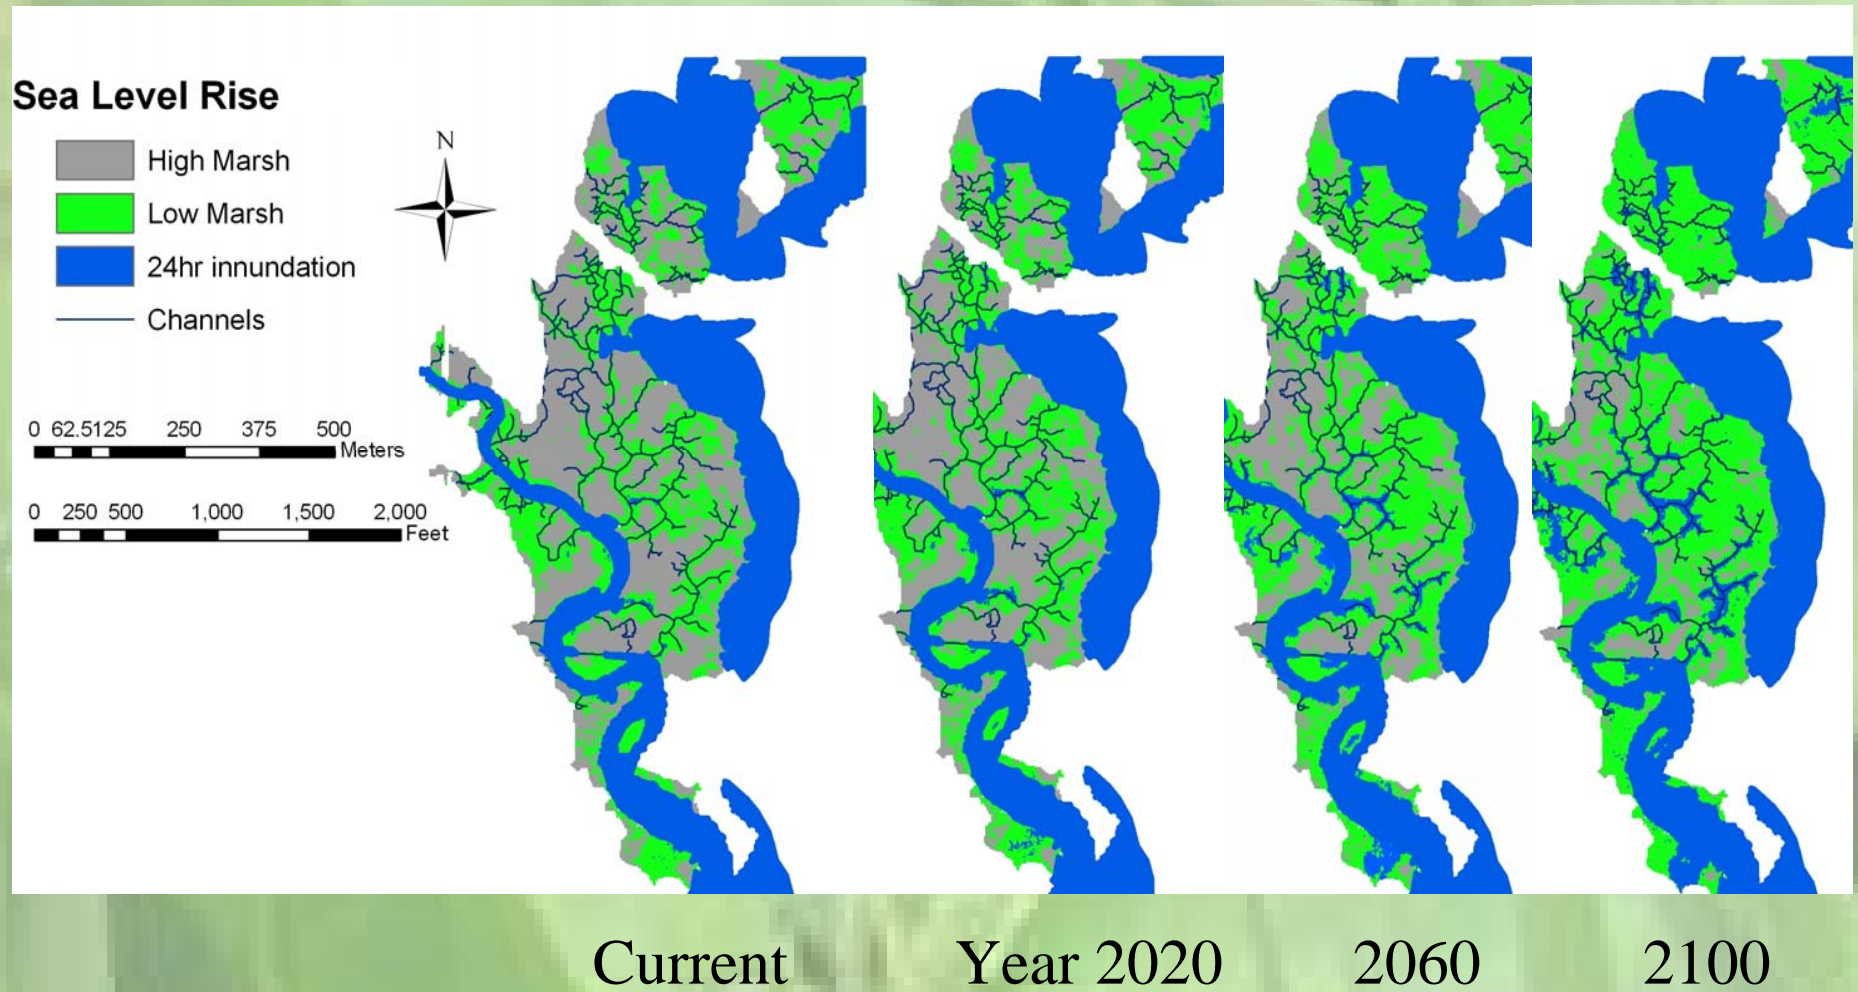 Sea Level Rise
High Marsh
Low Marsh
24hr innundation
Channels
N
0 62.5125 250 375 500
Meters
0 250 500 1,000 1,500 2,000
Feet
Current Year 2020 2060 2100